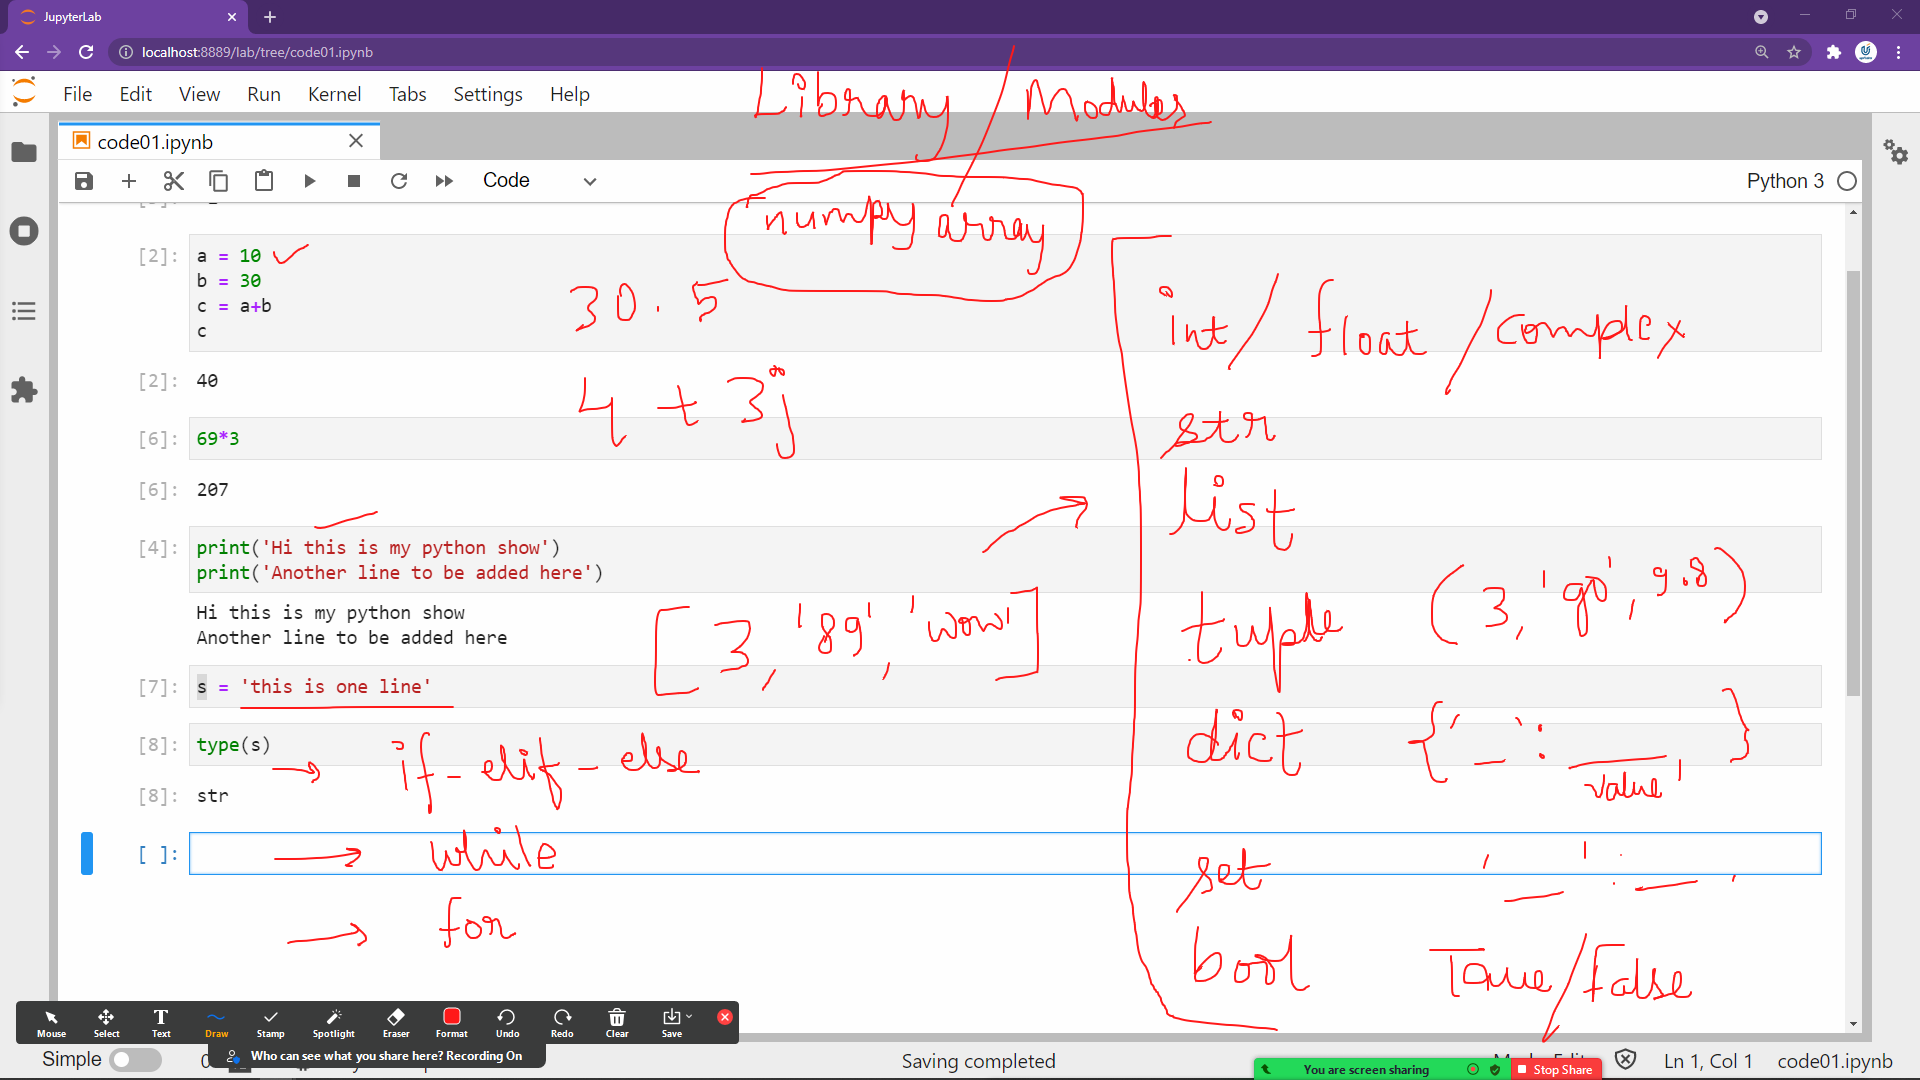 JupyterLab
localhost:8889/lab/tree/code01.ipynb
File Edit View Run Kernel Tabs Settings Help
Library / Modules
code01.ipynb
Code
Python 3
numpy array
[2]: a = 10
b = 30
c = a+b
c
30.5
int / float / complex
[2]: 40
4 + 3j
str
[6]: 69*3
[6]: 207
list
[4]: print('Hi this is my python show')
print('Another line to be added here')
Hi this is my python show
Another line to be added here
[3, '89', 'wow']
tuple (3, 'go', 9.8)
[7]: s = 'this is one line'
[8]: type(s)
if - elif - else
dict {'_': value'}
[8]: str
[ ]:
while
set '_': _,
for
bool True/False
Mouse Select Text Draw Stamp Spotlight Eraser Format Undo Redo Clear Save
Who can see what you share here? Recording On
Simple
Saving completed
Ln 1, Col 1 code01.ipynb
You are screen sharing Stop Share